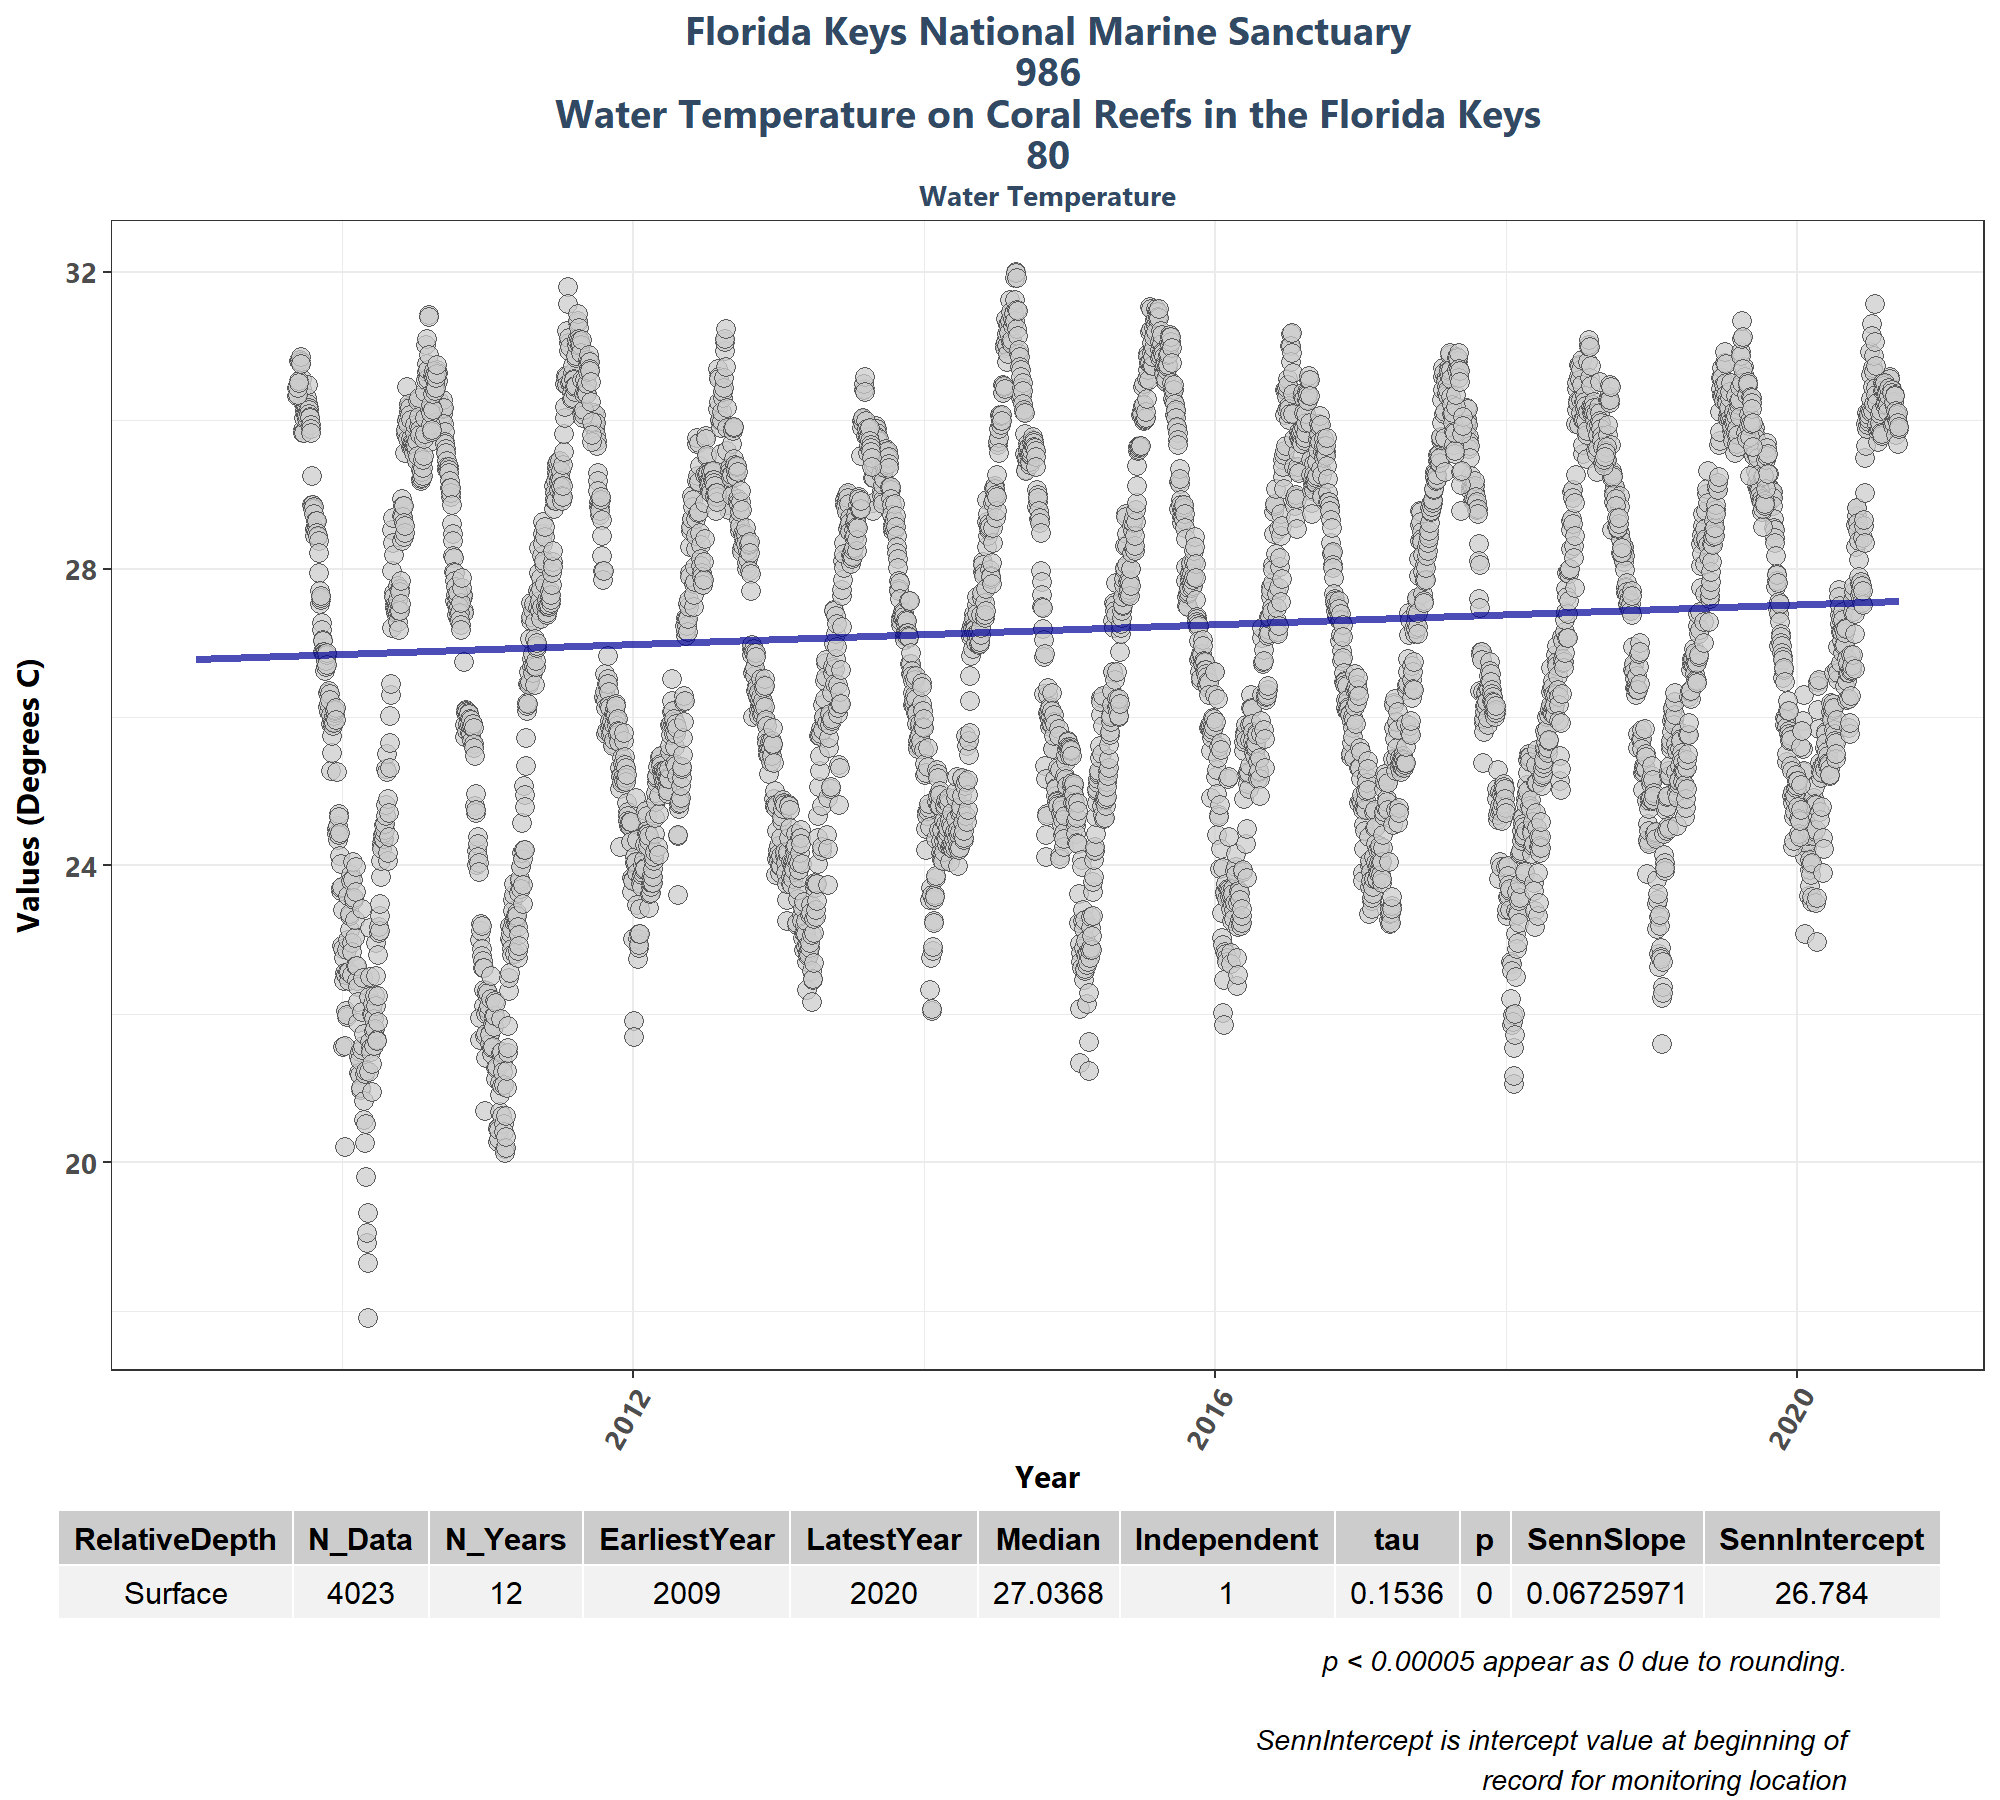 Florida Keys National Marine Sanctuary
986
Water Temperature on Coral Reefs in the Florida Keys
80
Water Temperature
32
28
24
20
Values (Degrees C)
2012 2016 2020
Year
RelativeDepth N_Data N_Years EarliestYear LatestYear Median Independent tau p SennSlope SennIntercept
Surface 4023 12 2009 2020 27.0368 1 0.1536 0 0.06725971 26.784
p < 0.00005 appear as 0 due to rounding.
SennIntercept is intercept value at beginning of
record for monitoring location